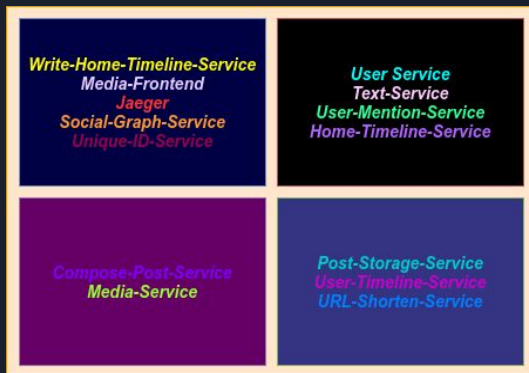 Write-Home-Timeline-Service
Media-Frontend
Jaeger
Social-Graph-Service
Unique-ID-Service
User Service
Text-Service
User-Mention-Service
Home-Timeline-Service
Compose-Post-Service
Media-Service
Post-Storage-Service
User-Timeline-Service
URL-Shorten-Service